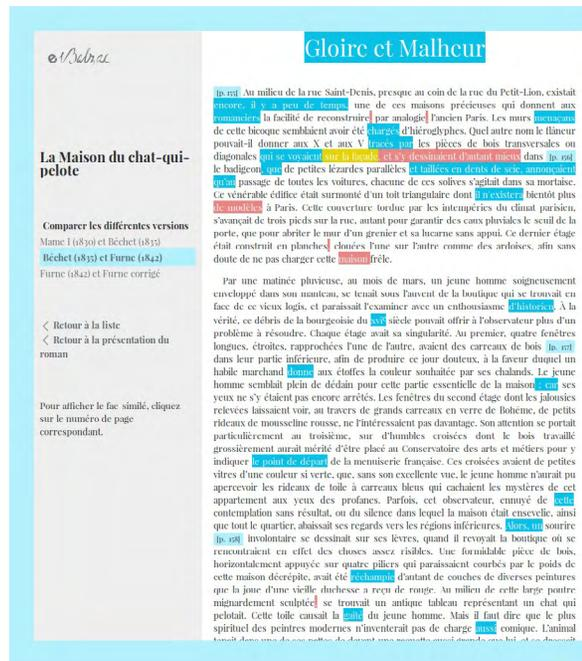 eBalzac
Gloire et Malheur
[p. 155] Au milieu de la rue Saint-Denis, presque au coin de la rue du Petit-Lion, existait
encore, il y a peu de temps, une de ces maisons précieuses qui donnent aux
romanciers la facilité de reconstruire, par analogie, l'ancien Paris. Les murs menaçans
de cette bicoque semblaient avoir été chargés d'hiéroglyphes. Quel autre nom le flâneur
pouvait-il donner aux X et aux V tracés par les pièces de bois transversales ou
diagonales qui se voyaient sur la façade, et s'y dessinaient d'autant mieux dans [p. 156]
le badigeon, que de petites lézardes parallèles et taillées en dents de scie, annonçaient
qu'au passage de toutes les voitures, chacune de ces solives s'agitait dans sa mortaise.
Ce vénérable édifice était surmonté d'un toit triangulaire dont il n'existera bientôt plus
de modèles à Paris. Cette couverture tordue par les intempéries du climat parisien,
s'avançait de trois pieds sur la rue, autant pour garantir des eaux pluviales le seuil de la
porte, que pour abriter le mur d'un grenier et sa lucarne sans appui. Ce dernier étage
était construit en planches, clouées l'une sur l'autre comme des ardoises, afin sans
doute de ne pas charger cette maison frêle.
Par une matinée pluvieuse, au mois de mars, un jeune homme soigneusement
enveloppé dans son manteau, se tenait sous l'auvent de la boutique qui se trouvait en
face de ce vieux logis, et paraissait l'examiner avec un enthousiasme d'historien. À la
vérité, ce débris de la bourgeoisie du xvie siècle pouvait offrir à l'observateur plus d'un
problème à résoudre. Chaque étage avait sa singularité. Au premier, quatre fenêtres
longues, étroites, rapprochées l'une de l'autre, avaient des carreaux de bois [p. 157]
dans leur partie inférieure, afin de produire ce jour douteux, à la faveur duquel un
habile marchand donne aux étoffes la couleur souhaitée par ses chalands. Le jeune
homme semblait plein de dédain pour cette partie essentielle de la maison ; car ses
yeux ne s'y étaient pas encore arrêtés. Les fenêtres du second étage dont les jalousies
relevées laissaient voir, au travers de grands carreaux en verre de Bohême, de petits
rideaux de mousseline rousse, ne l'intéressaient pas davantage. Son attention se portait
particulièrement au troisième, sur d'humbles croisées dont le bois travaillé
grossièrement aurait mérité d'être placé au Conservatoire des arts et métiers pour y
indiquer le point de départ de la menuiserie française. Ces croisées avaient de petites
vitres d'une couleur si verte, que, sans son excellente vue, le jeune homme n'aurait pu
apercevoir les rideaux de toile à carreaux bleus qui cachaient les mystères de cet
appartement aux yeux des profanes. Parfois, cet observateur, ennuyé de cette
contemplation sans résultat, ou du silence dans lequel la maison était ensevelie, ainsi
que tout le quartier, abaissait ses regards vers les régions inférieures. Alors, un sourire
[p. 158] involontaire se dessinait sur ses lèvres, quand il revoyait la boutique où se
rencontraient en effet des choses assez risibles. Une formidable pièce de bois,
horizontalement appuyée sur quatre piliers qui paraissaient courbés par le poids de
cette maison décrépite, avait été réchampie d'autant de couches de diverses peintures
que la joue d'une vieille duchesse a reçu de rouge. Au milieu de cette large poutre
mignardement sculptée, se trouvait un antique tableau représentant un chat qui
pelotait. Cette toile causait la gaîté du jeune homme. Mais il faut dire que le plus
spirituel des peintres modernes n'inventerait pas de charge aussi comique. L'animal
La Maison du chat-qui-
pelote
Comparer les différentes versions
Mame I (1830) et Béchet (1835)
Béchet (1835) et Furne (1842)
Furne (1842) et Furne corrigé
< Retour à la liste
< Retour à la présentation du
roman
Pour afficher le fac similé, cliquez
sur le numéro de page
correspondant.